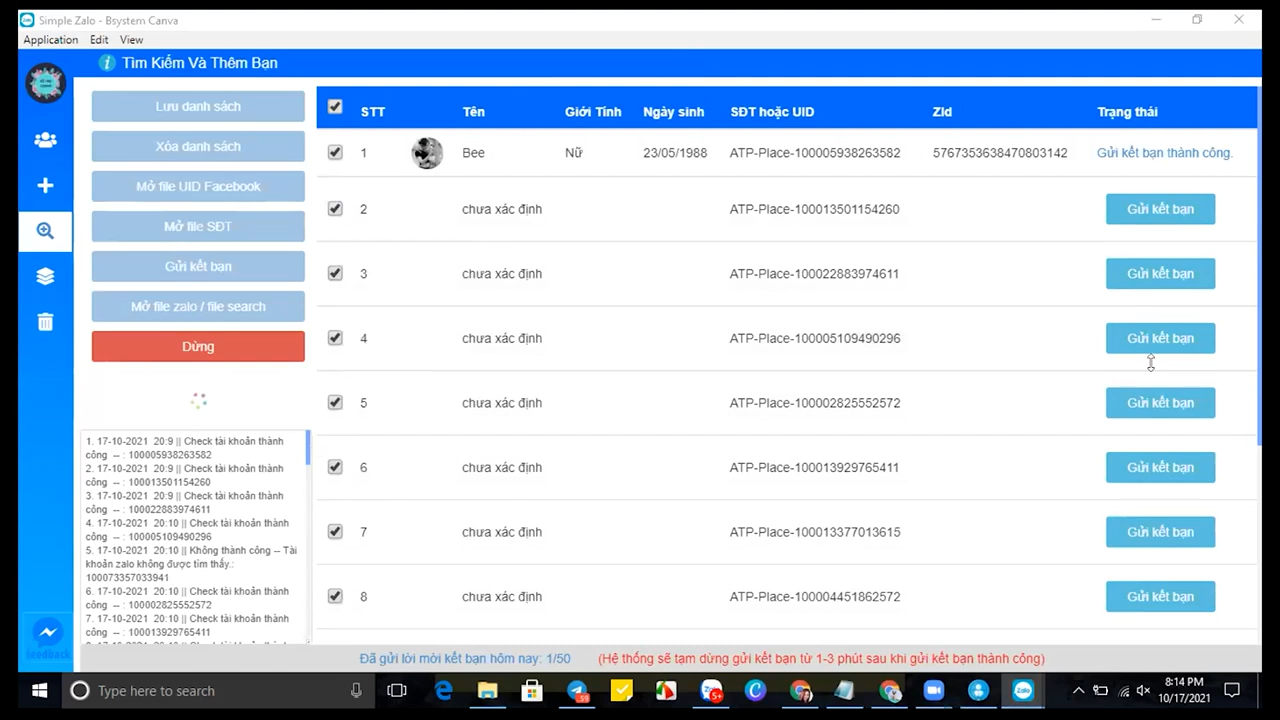 Simple Zalo - Bsystem Canva
Application Edit View
Tìm Kiếm Và Thêm Bạn
Lưu danh sách
Xóa danh sách
Mở file UID Facebook
Mở file SĐT
Gửi kết bạn
Mở file zalo / file search
Dừng
1. 17-10-2021 20:9 || Check tài khoản thành
công -- : 100005938263582
2. 17-10-2021 20:9 || Check tài khoản thành
công -- : 100013501154260
3. 17-10-2021 20:9 || Check tài khoản thành
công -- : 100022883974611
4. 17-10-2021 20:10 || Check tài khoản thành
công -- : 100005109490296
5. 17-10-2021 20:10 || Không thành công -- Tài
khoản zalo không được tìm thấy.:
100073357033941
6. 17-10-2021 20:10 || Check tài khoản thành
công -- : 100002825552572
7. 17-10-2021 20:10 || Check tài khoản thành
công -- : 100013929765411
feedback
STT Tên Giới Tính Ngày sinh SĐT hoặc UID ZId Trạng thái
1 Bee Nữ 23/05/1988 ATP-Place-100005938263582 5767353638470803142 Gửi kết bạn thành công.
2 chưa xác định ATP-Place-100013501154260 Gửi kết bạn
3 chưa xác định ATP-Place-100022883974611 Gửi kết bạn
4 chưa xác định ATP-Place-100005109490296 Gửi kết bạn
5 chưa xác định ATP-Place-100002825552572 Gửi kết bạn
6 chưa xác định ATP-Place-100013929765411 Gửi kết bạn
7 chưa xác định ATP-Place-100013377013615 Gửi kết bạn
8 chưa xác định ATP-Place-100004451862572 Gửi kết bạn
Đã gửi lời mời kết bạn hôm nay: 1/50 (Hệ thống sẽ tạm dừng gửi kết bạn từ 1-3 phút sau khi gửi kết bạn thành công)
Type here to search
59
5+
Zalo
8:14 PM
10/17/2021